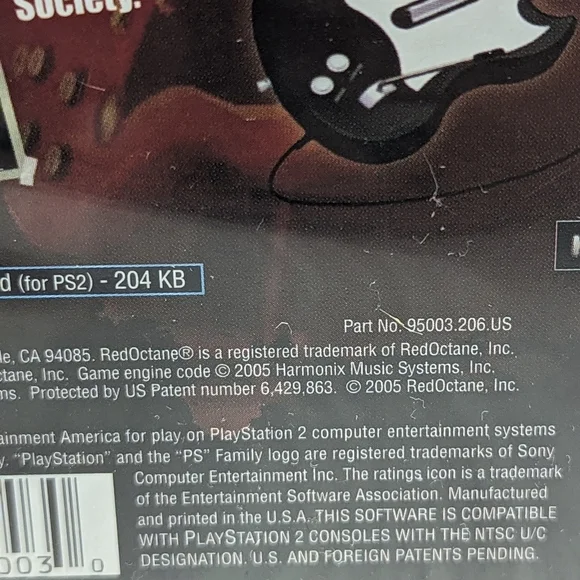 society.
d (for PS2) - 204 KB
Part No. 95003.206.US
le, CA 94085. RedOctane® is a registered trademark of RedOctane, Inc.
ctane, Inc. Game engine code © 2005 Harmonix Music Systems, Inc.
ms. Protected by US Patent number 6,429,863. © 2005 RedOctane, Inc.
ainment America for play on PlayStation 2 computer entertainment systems
y. "PlayStation" and the "PS" Family logo are registered trademarks of Sony
Computer Entertainment Inc. The ratings icon is a trademark
of the Entertainment Software Association. Manufactured
and printed in the U.S.A. THIS SOFTWARE IS COMPATIBLE
WITH PLAYSTATION 2 CONSOLES WITH THE NTSC U/C
DESIGNATION. U.S. AND FOREIGN PATENTS PENDING.
003 0